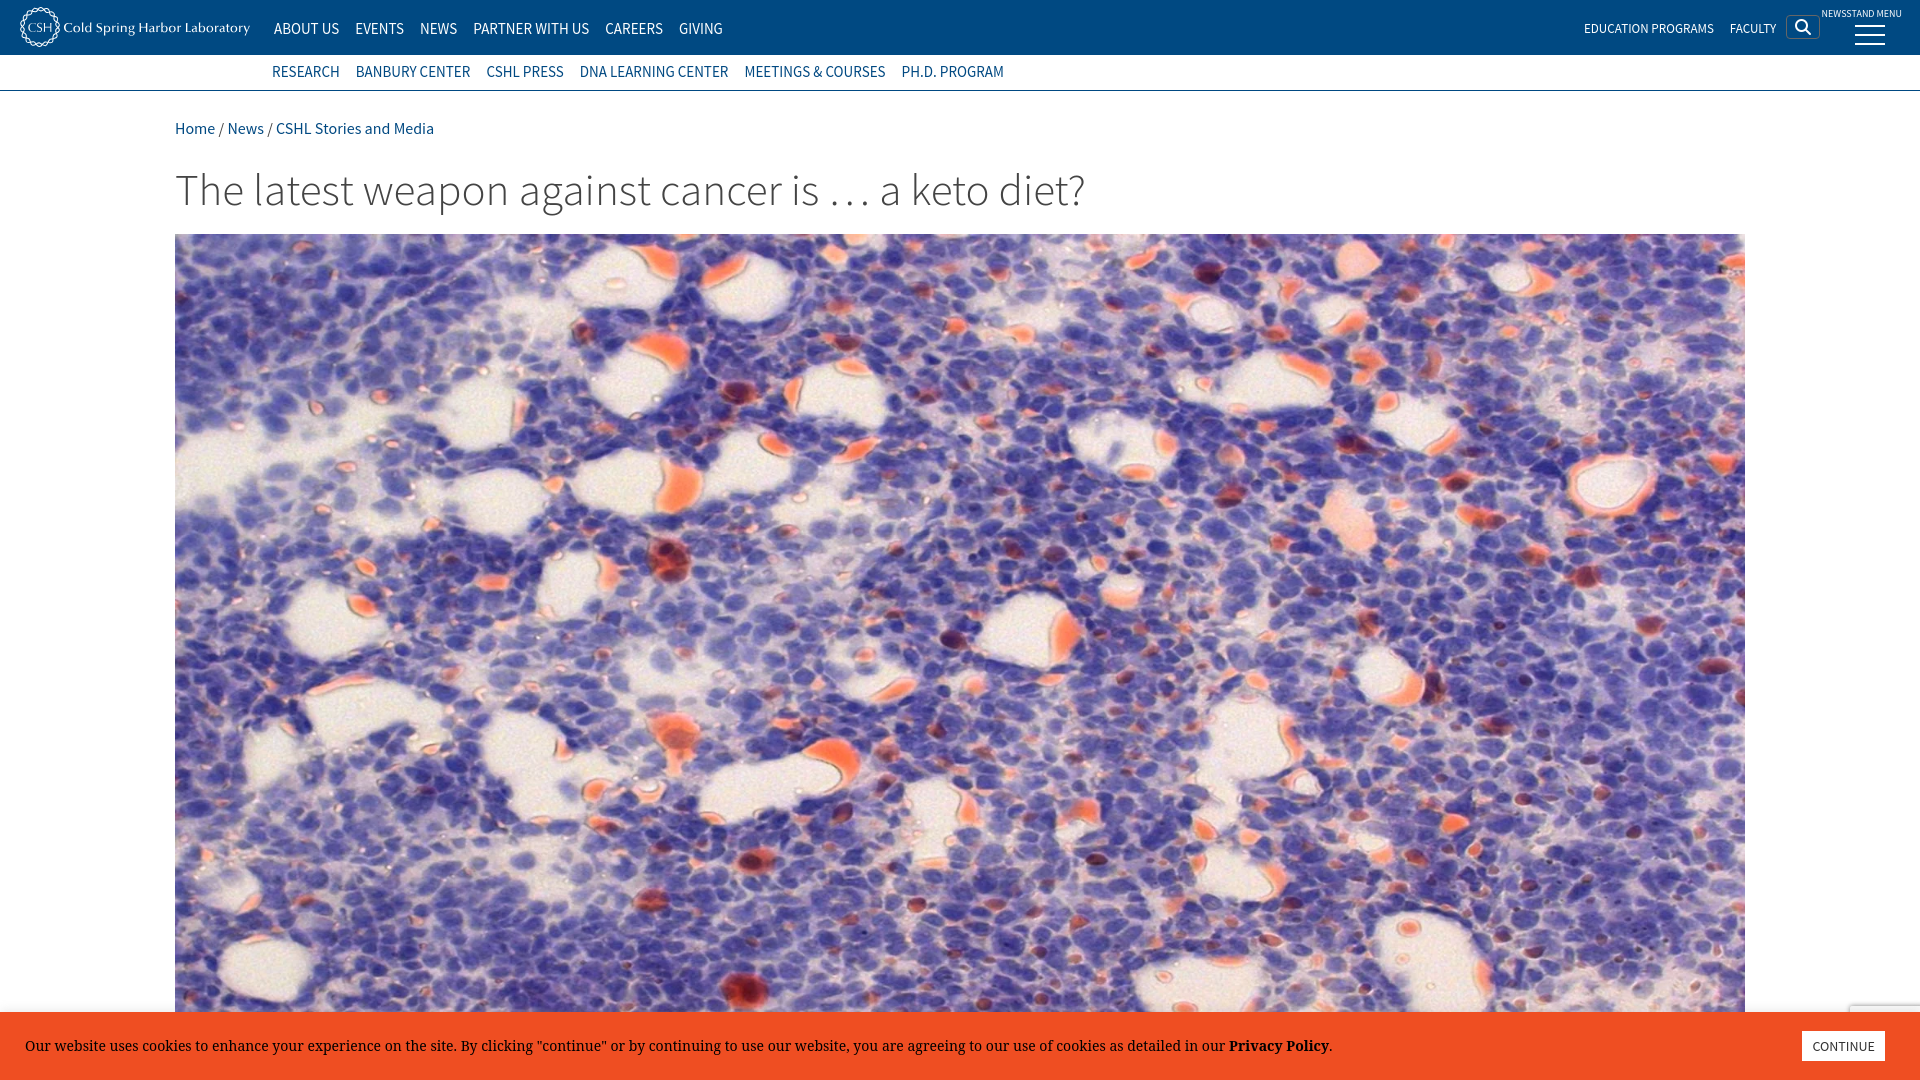 CSH Cold Spring Harbor Laboratory ABOUT US EVENTS NEWS PARTNER WITH US CAREERS GIVING EDUCATION PROGRAMS FACULTY NEWSSTAND MENU
RESEARCH BANBURY CENTER CSHL PRESS DNA LEARNING CENTER MEETINGS & COURSES PH.D. PROGRAM
Home / News / CSHL Stories and Media
The latest weapon against cancer is … a keto diet?
Our website uses cookies to enhance your experience on the site. By clicking "continue" or by continuing to use our website, you are agreeing to our use of cookies as detailed in our Privacy Policy. CONTINUE